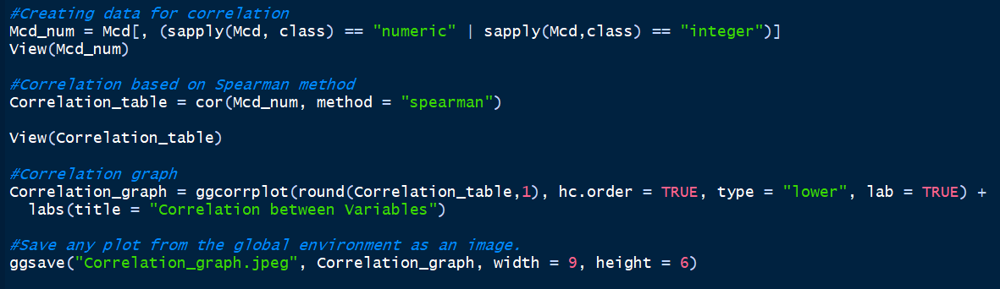 #Creating data for correlation
Mcd_num = Mcd[, (sapply(Mcd, class) == "numeric" | sapply(Mcd,class) == "integer")]
View(Mcd_num)
#Correlation based on Spearman method
Correlation_table = cor(Mcd_num, method = "spearman")
View(Correlation_table)
#Correlation graph
Correlation_graph = ggcorrplot(round(Correlation_table,1), hc.order = TRUE, type = "lower", lab = TRUE) +
  labs(title = "Correlation between Variables")
#Save any plot from the global environment as an image.
ggsave("Correlation_graph.jpeg", Correlation_graph, width = 9, height = 6)